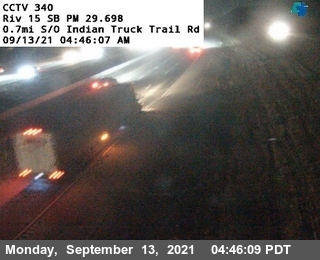 CCTV 340
Riv 15 SB PM 29.698
0.7mi S/O Indian Truck Trail Rd
09/13/21 04:46:07 AM
Monday, September 13, 2021 04:46:09 PDT